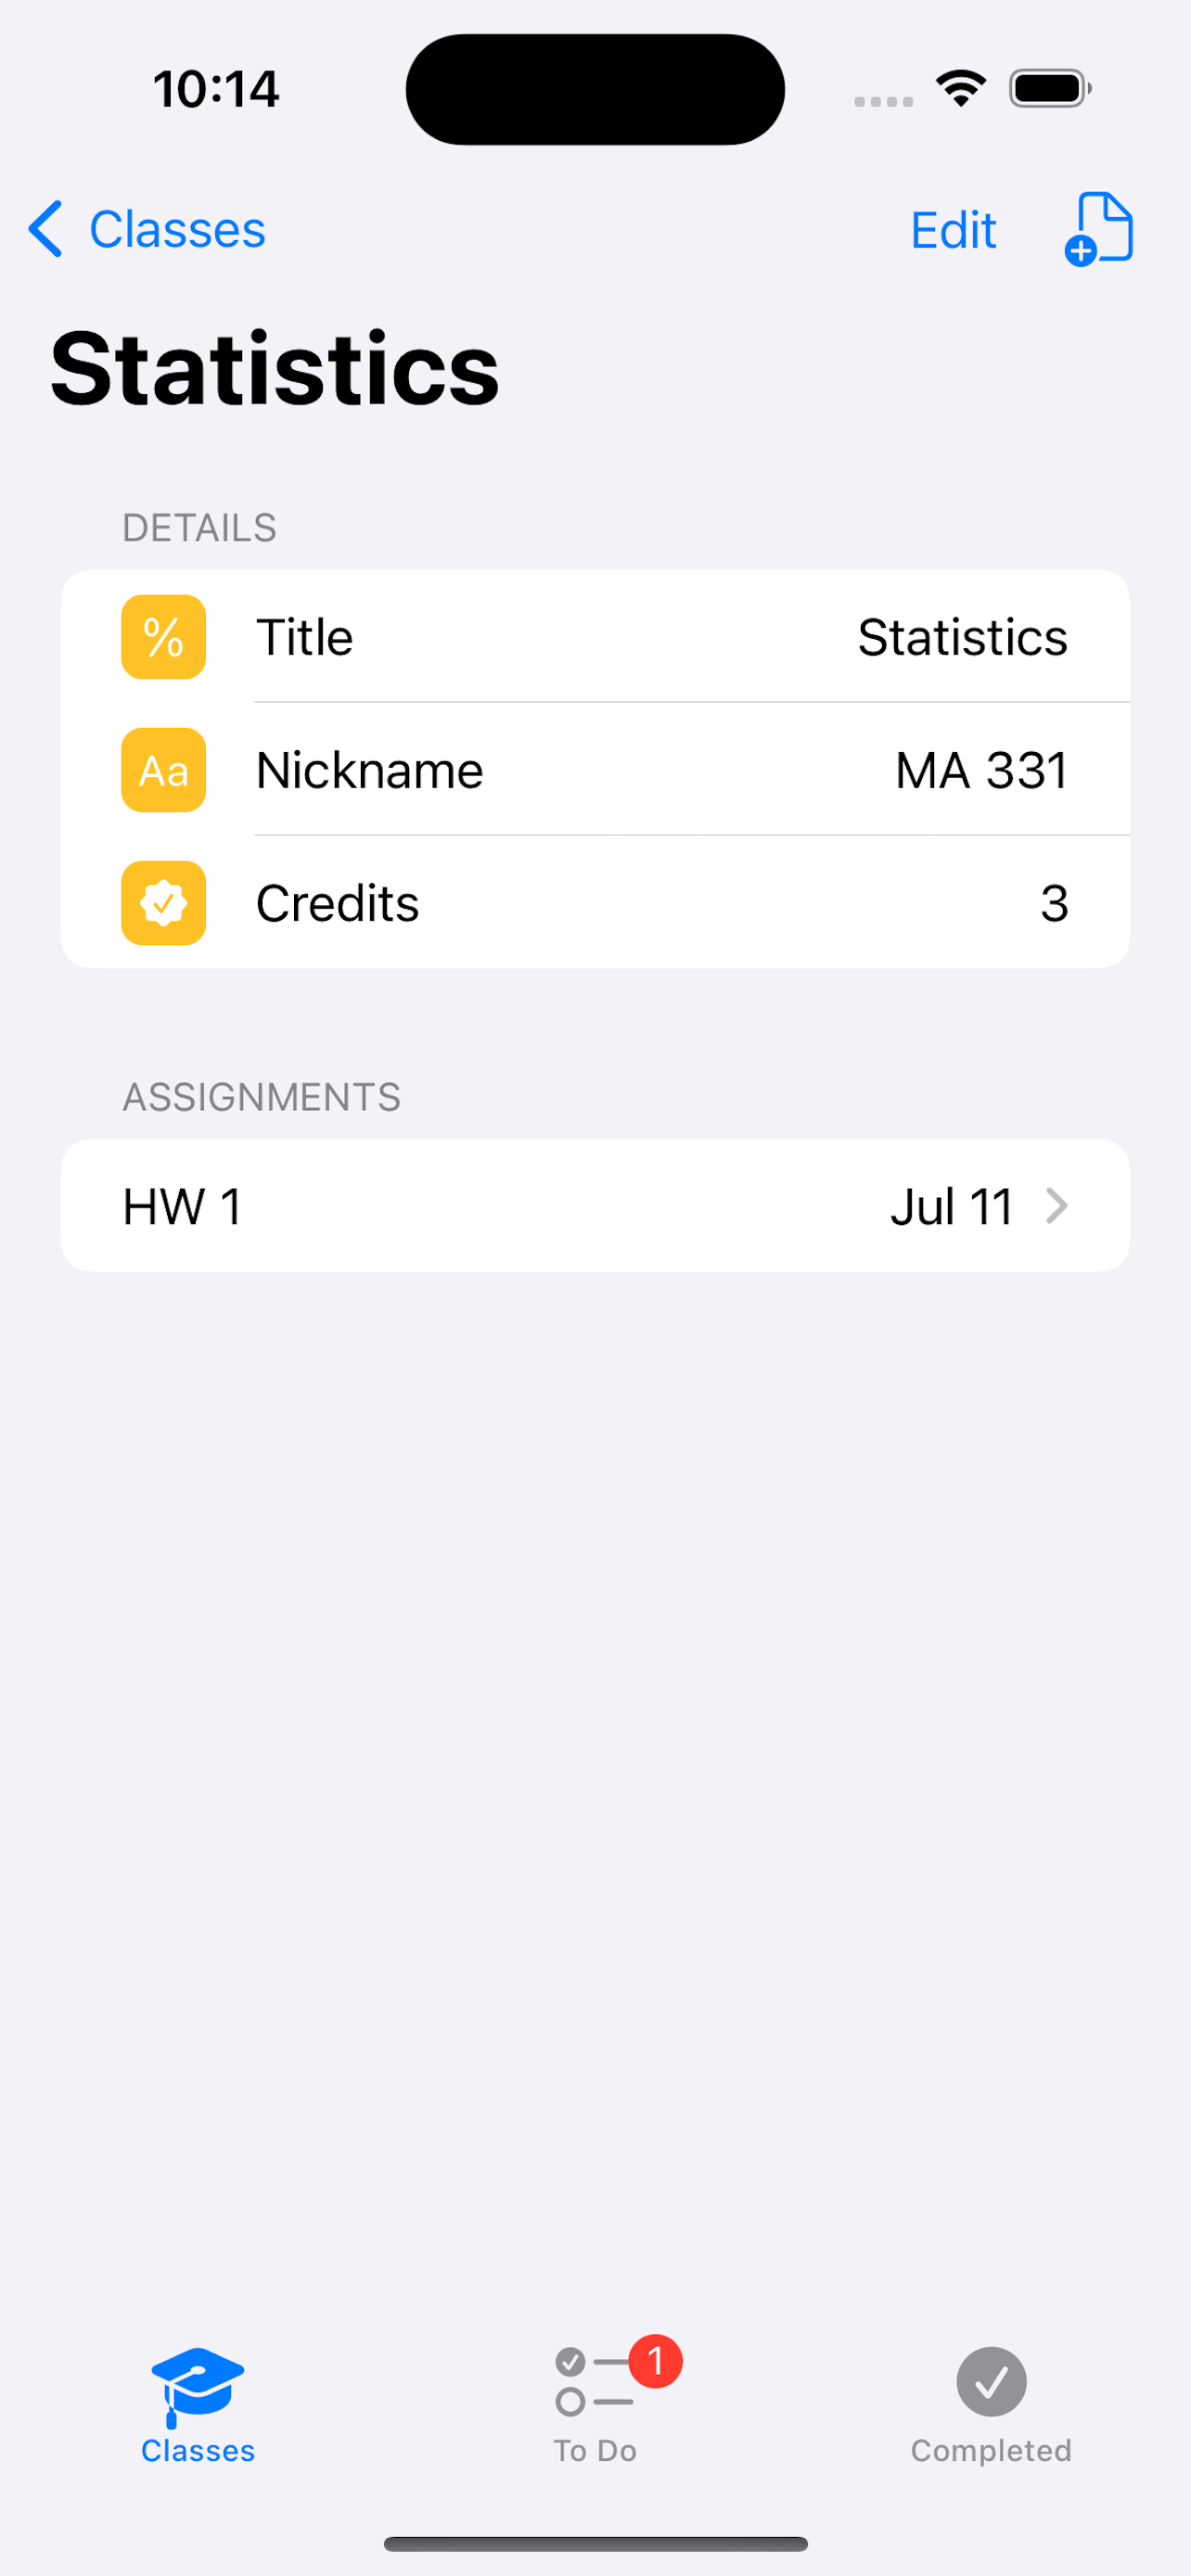 10:14
Classes
Edit
Statistics
DETAILS
% Title Statistics
Aa Nickname MA 331
Credits 3
ASSIGNMENTS
HW 1 Jul 11
1
Classes To Do Completed